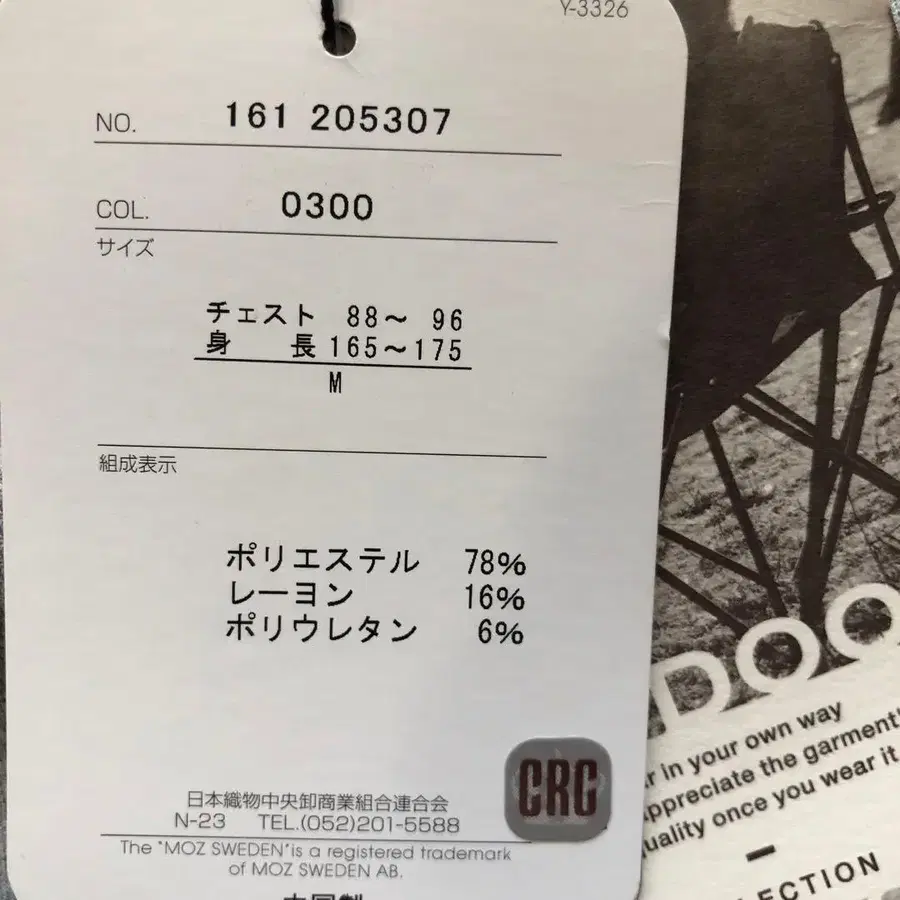 Y-3326
NO. 161 205307
COL. 0300
サイズ
チェスト 88～ 96
身 長 165～175
M
組成表示
ポリエステル 78%
レーヨン 16%
ポリウレタン 6%
日本織物中央卸商業組合連合会
N-23 TEL.(052)201-5588
The "MOZ SWEDEN"is a registered trademark
of MOZ SWEDEN AB.
中国製
CRC
in your own way
appreciate the garment'
quality once you wear it